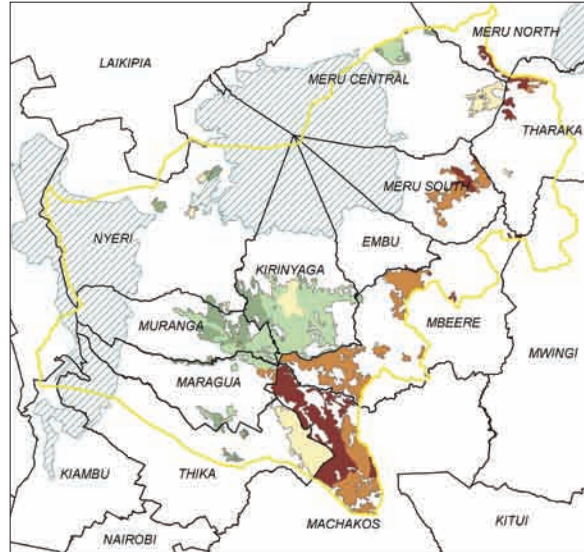 MERU NORTH
LAIKIPIA
MERU CENTRAL
THARAKA
MERU SOUTH
NYERI
EMBU
KIRINYAGA
MURANGA
MBEERE
MWINGI
MARAGUA
THIKA
KIAMBU
MACHAKOS
KITUI
NAIROBI